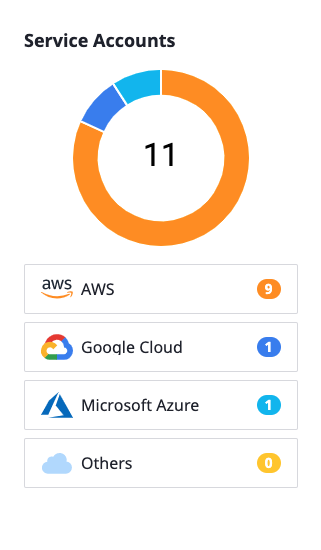 Service Accounts
11
aws AWS 9
Google Cloud 1
Microsoft Azure 1
Others 0